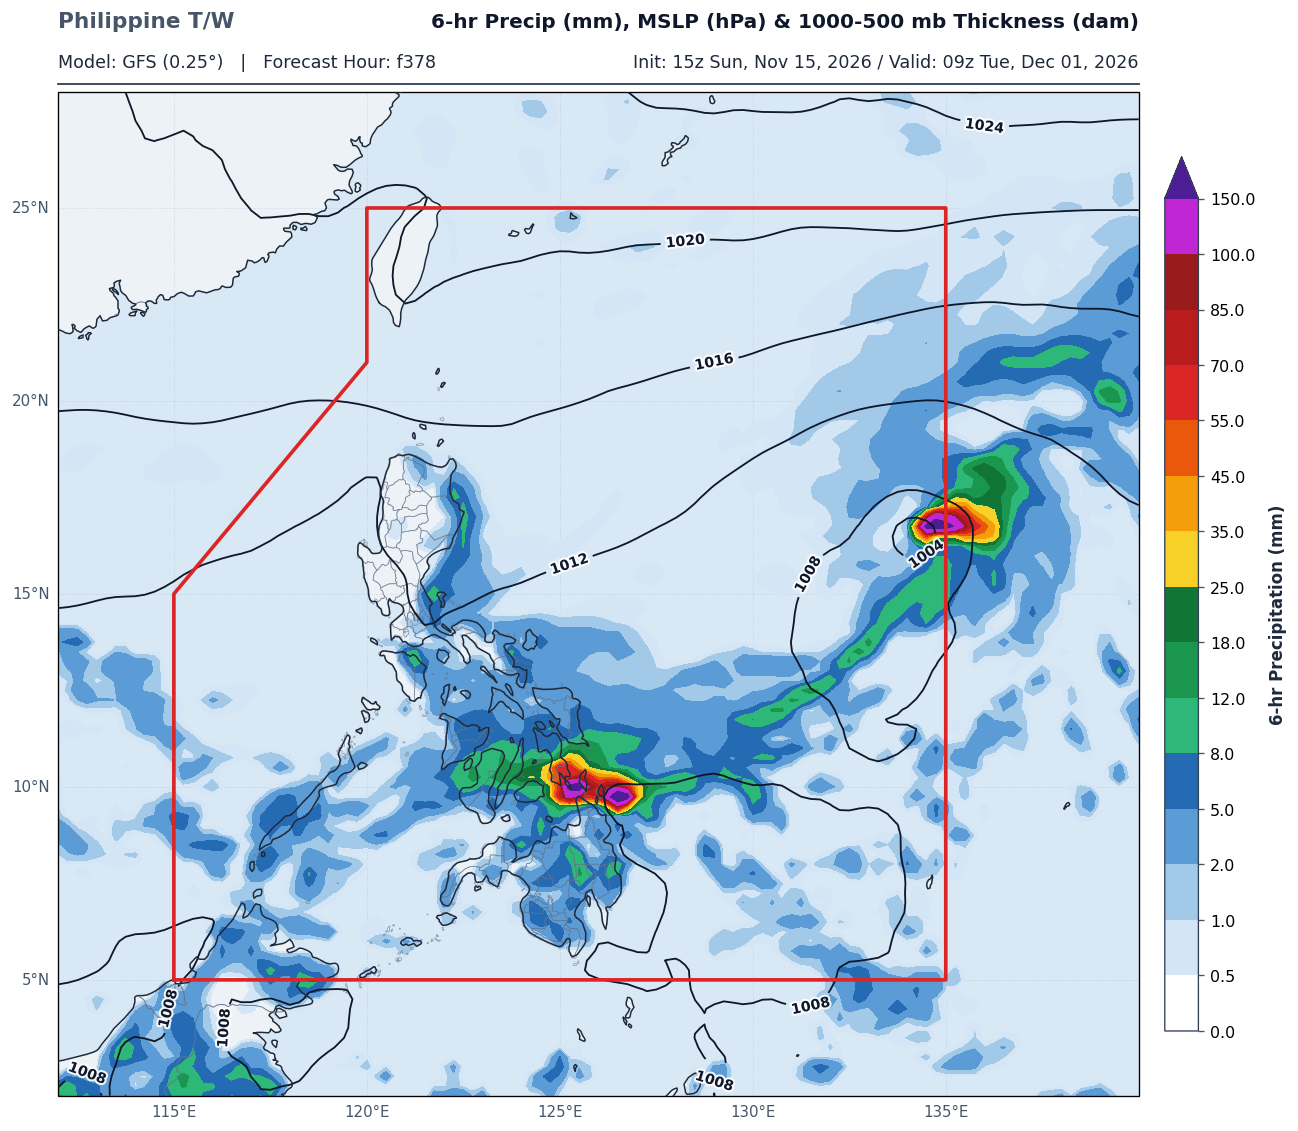 Philippine T/W
6-hr Precip (mm), MSLP (hPa) & 1000-500 mb Thickness (dam)
Model: GFS (0.25°) | Forecast Hour: f378
Init: 15z Sun, Nov 15, 2026 / Valid: 09z Tue, Dec 01, 2026
1024
1020
1016
1012
1008
1004
1008
1008
1008
1008
1008
25°N
20°N
15°N
10°N
5°N
115°E
120°E
125°E
130°E
135°E
150.0
100.0
85.0
70.0
55.0
45.0
35.0
25.0
18.0
12.0
8.0
5.0
2.0
1.0
0.5
0.0
6-hr Precipitation (mm)